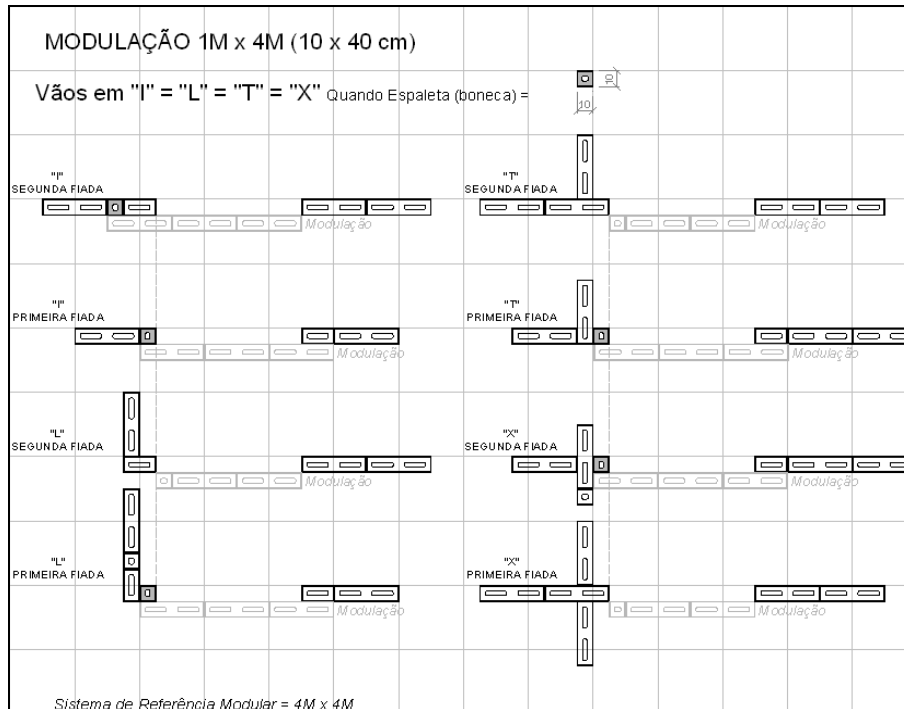 MODULAÇÃO 1M x 4M (10 x 40 cm)
Vãos em "I" = "L" = "T" = "X" Quando Espaleta (boneca) =
10
10
"I"
SEGUNDA FIADA
Modulação
"T"
SEGUNDA FIADA
Modulação
"I"
PRIMEIRA FIADA
Modulação
"T"
PRIMEIRA FIADA
Modulação
"L"
SEGUNDA FIADA
Modulação
"X"
SEGUNDA FIADA
Modulação
"L"
PRIMEIRA FIADA
Modulação
"X"
PRIMEIRA FIADA
Modulação
Sistema de Referência Modular = 4M x 4M